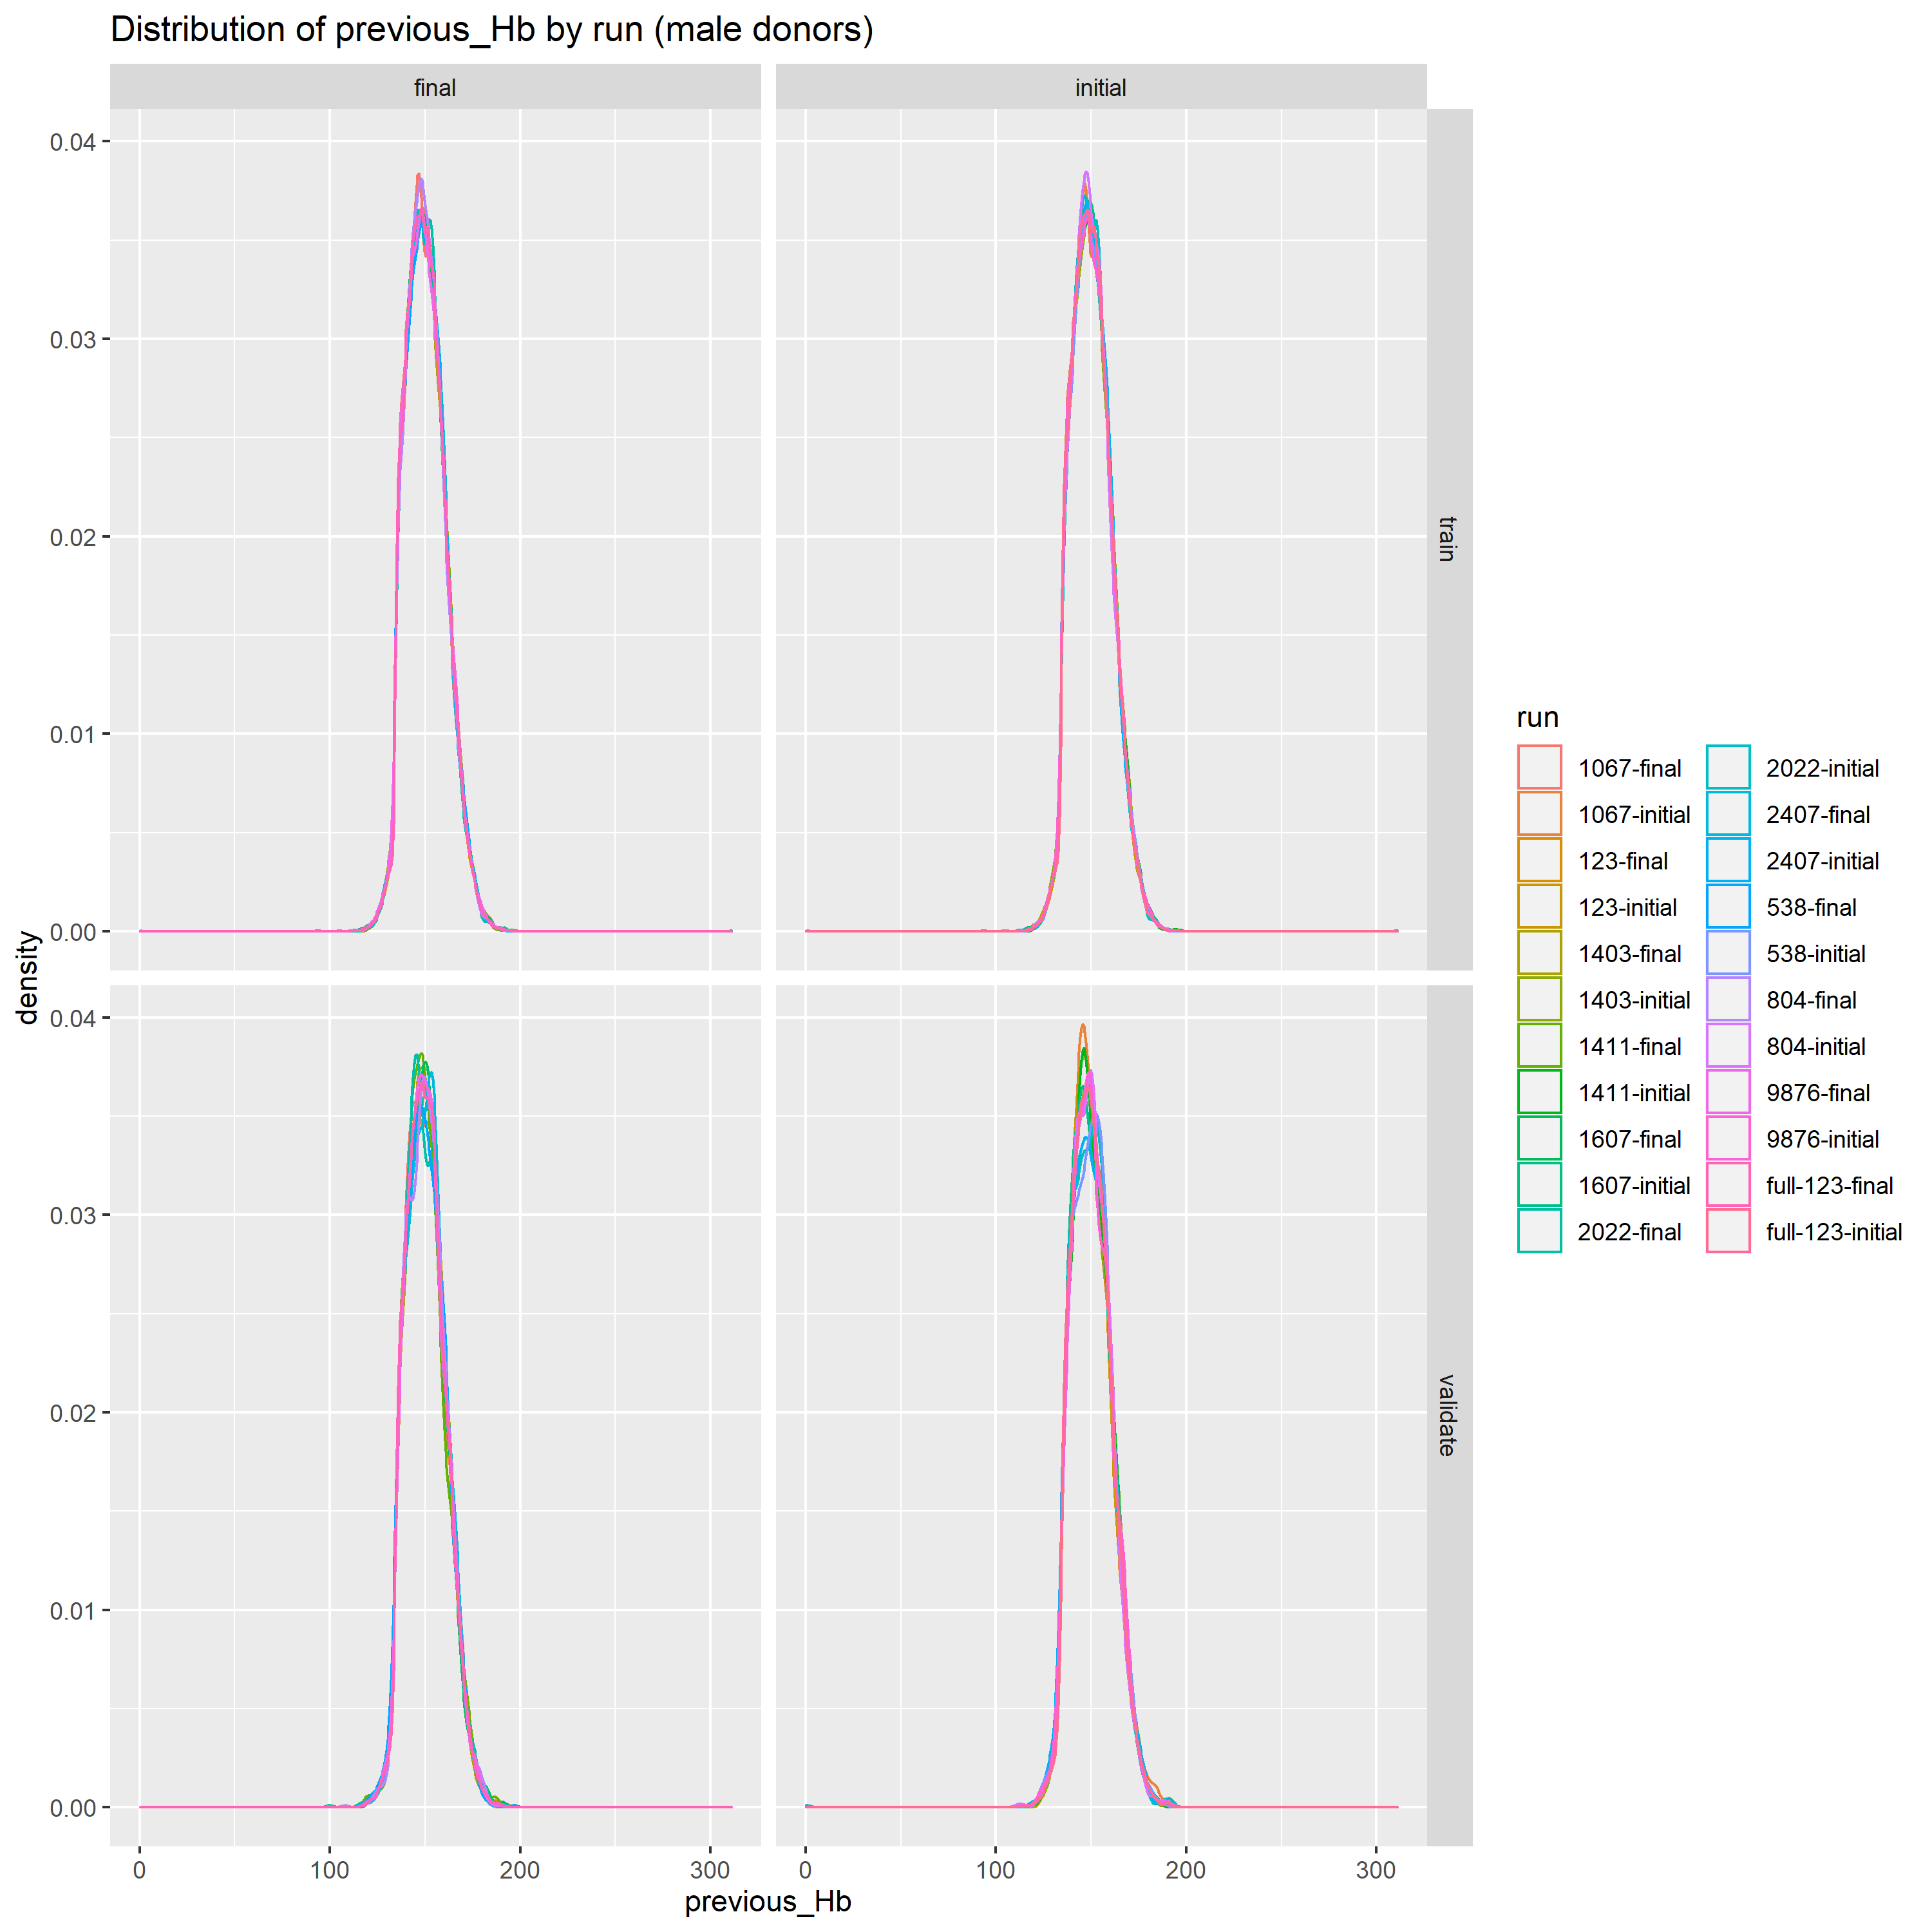 Distribution of previous_Hb by run (male donors)
final
initial
0.04
0.03
0.02
0.01
0.00
train
density
0.04
0.03
0.02
0.01
0.00
validate
0
100
200
300
0
100
200
300
previous_Hb
run
1067-final
1067-initial
123-final
123-initial
1403-final
1403-initial
1411-final
1411-initial
1607-final
1607-initial
2022-final
2022-initial
2407-final
2407-initial
538-final
538-initial
804-final
804-initial
9876-final
9876-initial
full-123-final
full-123-initial